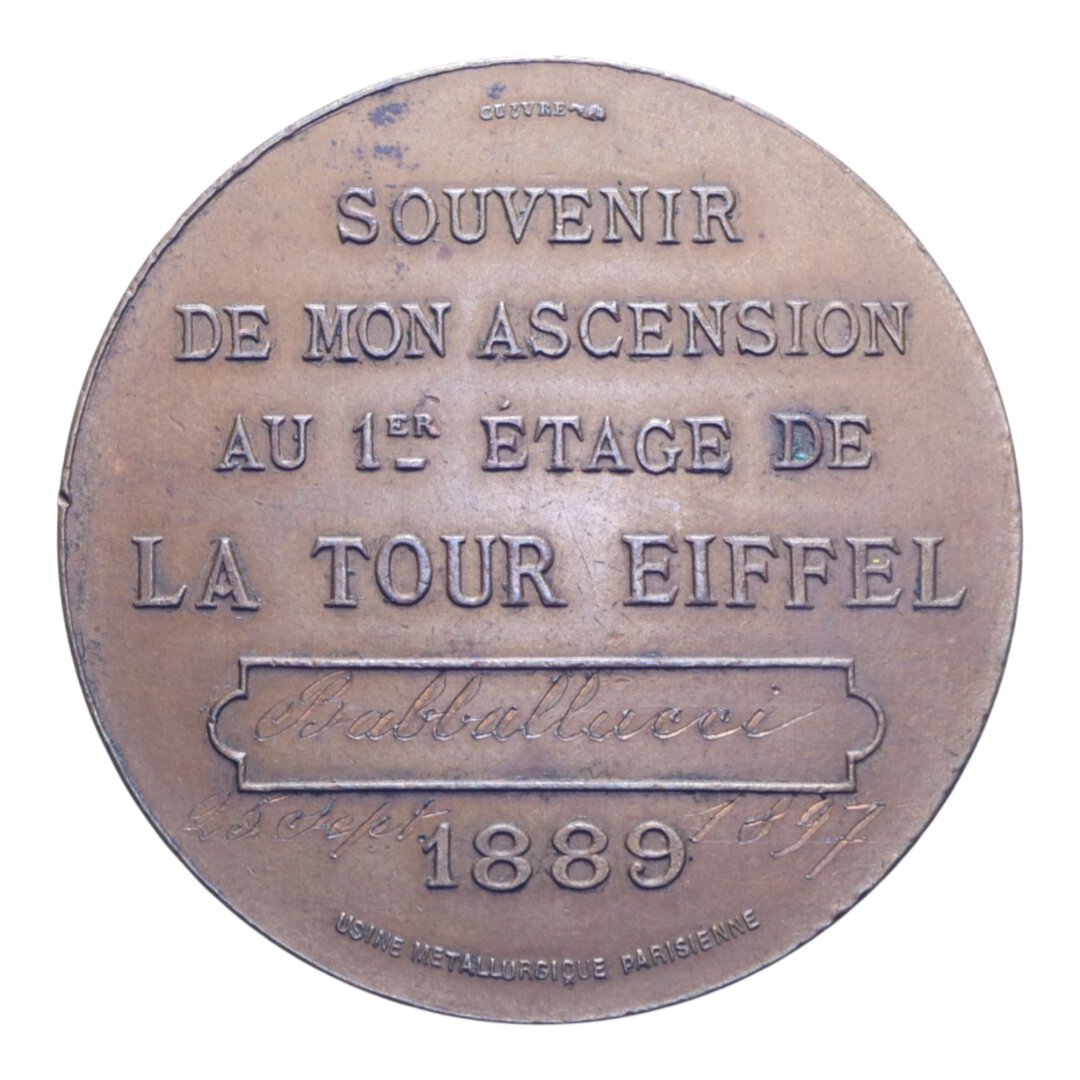 CUIVRE
SOUVENIR
DE MON ASCENSION
AU 1ER ÉTAGE DE
LA TOUR EIFFEL
Babballucci
25 Sept 1897
1889
USINE METALLURGIQUE PARISIENNE